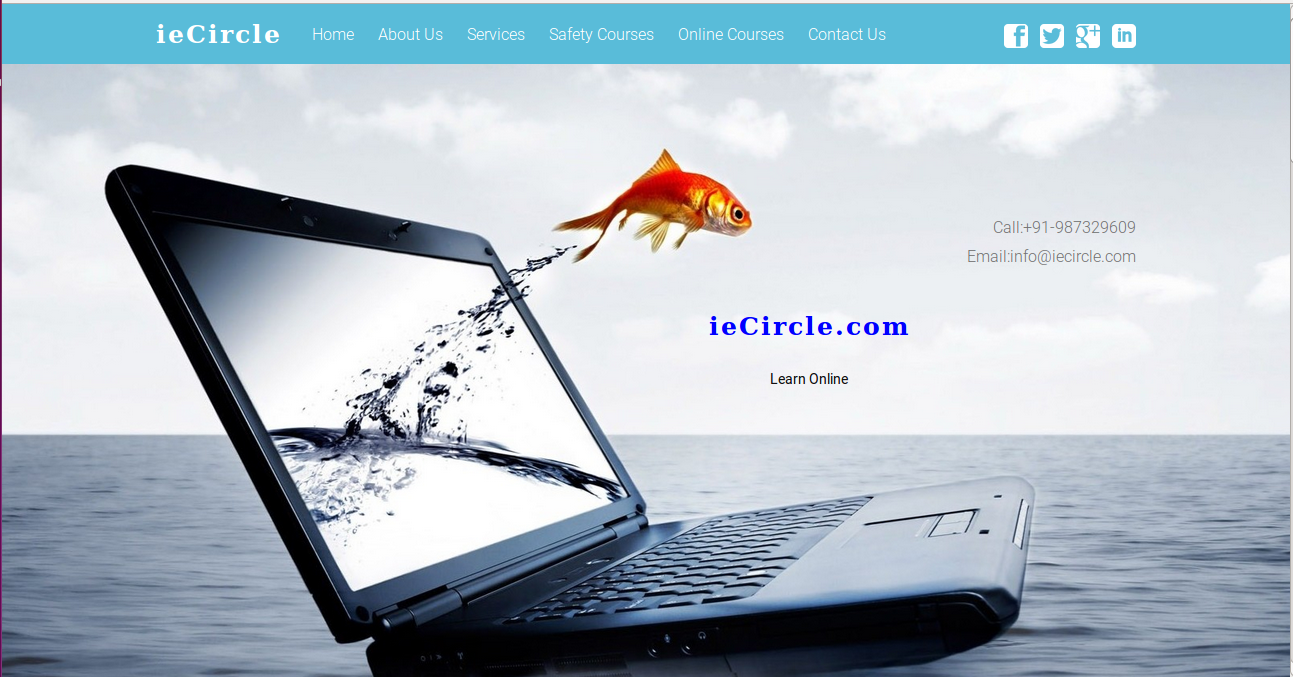 ieCircle Home About Us Services Safety Courses Online Courses Contact Us
Call:+91-987329609
Email:info@iecircle.com
ieCircle.com
Learn Online